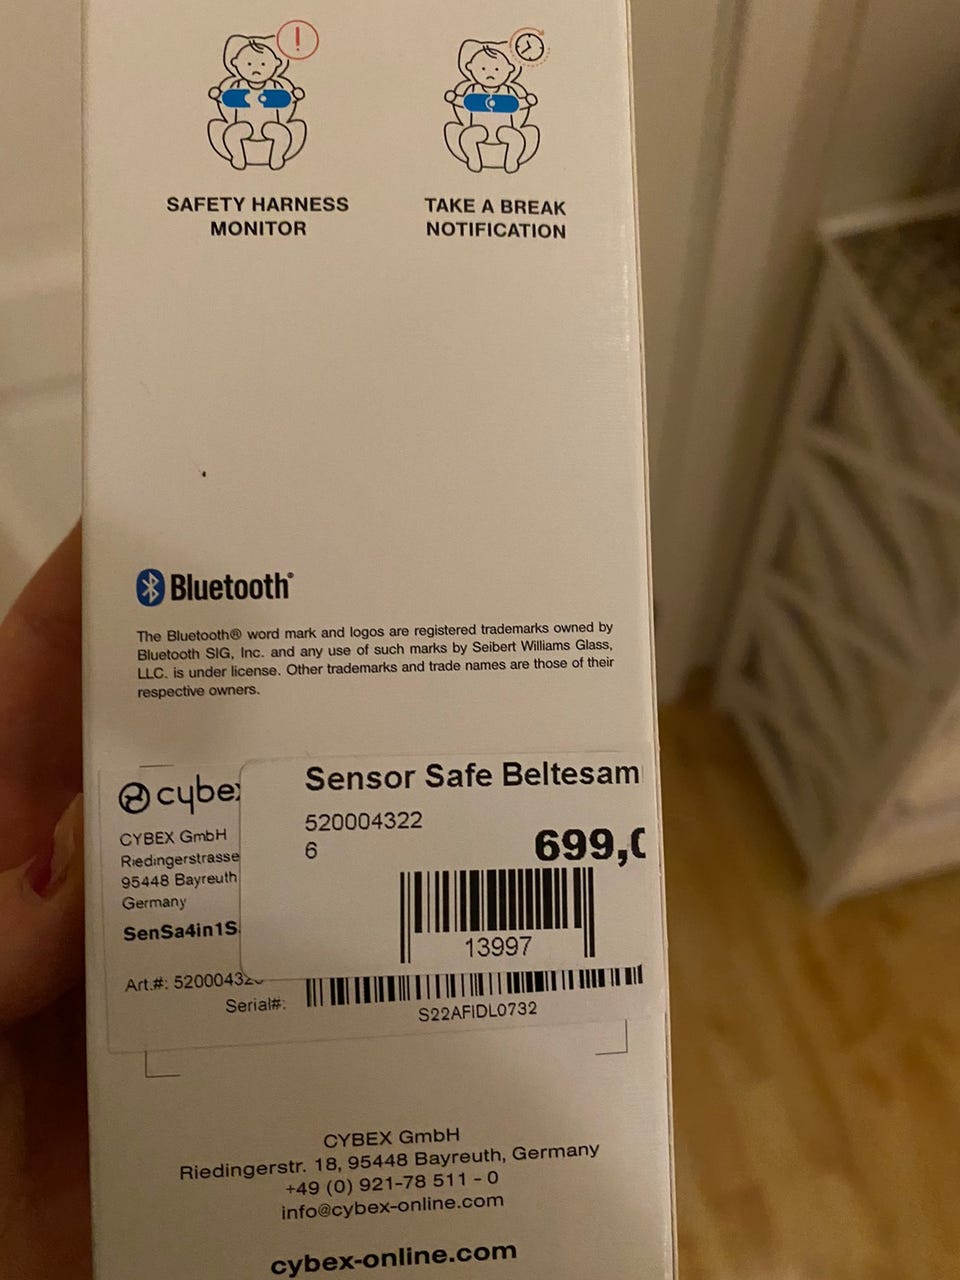 SAFETY HARNESS
MONITOR
TAKE A BREAK
NOTIFICATION
Bluetooth®
The Bluetooth® word mark and logos are registered trademarks owned by
Bluetooth SIG, Inc. and any use of such marks by Seibert Williams Glass,
LLC. is under license. Other trademarks and trade names are those of their
respective owners.
cybex
CYBEX GmbH
Riedingerstrasse
95448 Bayreuth
Germany
SenSa4in1S
Art.#: 52000432
Serial#:
S22AFIDL0732
Sensor Safe Beltesam
520004322
6
699,0
13997
CYBEX GmbH
Riedingerstr. 18, 95448 Bayreuth, Germany
+49 (0) 921-78 511 - 0
info@cybex-online.com
cybex-online.com